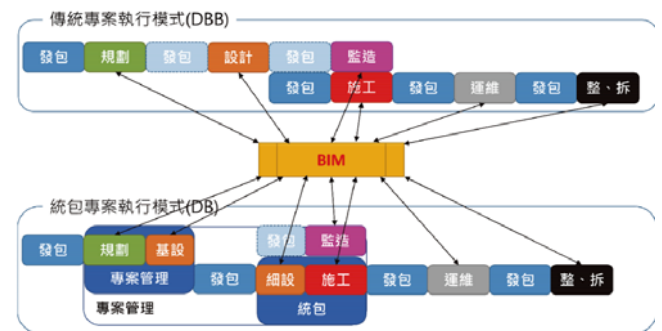 傳統專案執行模式(DBB)
發包 規劃 發包 設計 發包 監造
發包 施工 發包 運維 發包 整、拆
BIM
統包專案執行模式(DB)
發包 監造
發包 規劃 基設
專案管理 發包 細設 施工 發包 運維 發包 整、拆
專案管理 統包